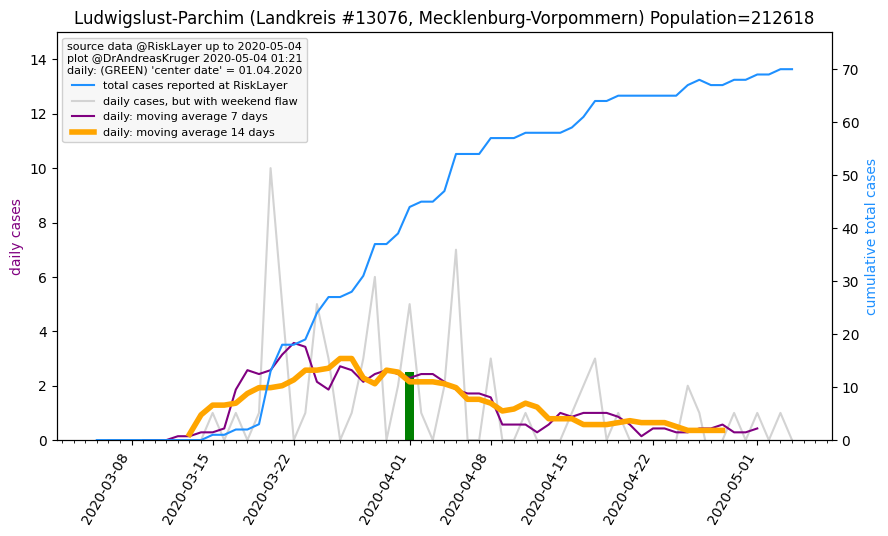 Ludwigslust-Parchim (Landkreis #13076, Mecklenburg-Vorpommern) Population=212618
source data @RiskLayer up to 2020-05-04
plot @DrAndreasKruger 2020-05-04 01:21
daily: (GREEN) 'center date' = 01.04.2020
total cases reported at RiskLayer
daily cases, but with weekend flaw
daily: moving average 7 days
daily: moving average 14 days
daily cases
14
12
10
8
6
4
2
0
cumulative total cases
70
60
50
40
30
20
10
0
2020-03-08
2020-03-15
2020-03-22
2020-04-01
2020-04-08
2020-04-15
2020-04-22
2020-05-01